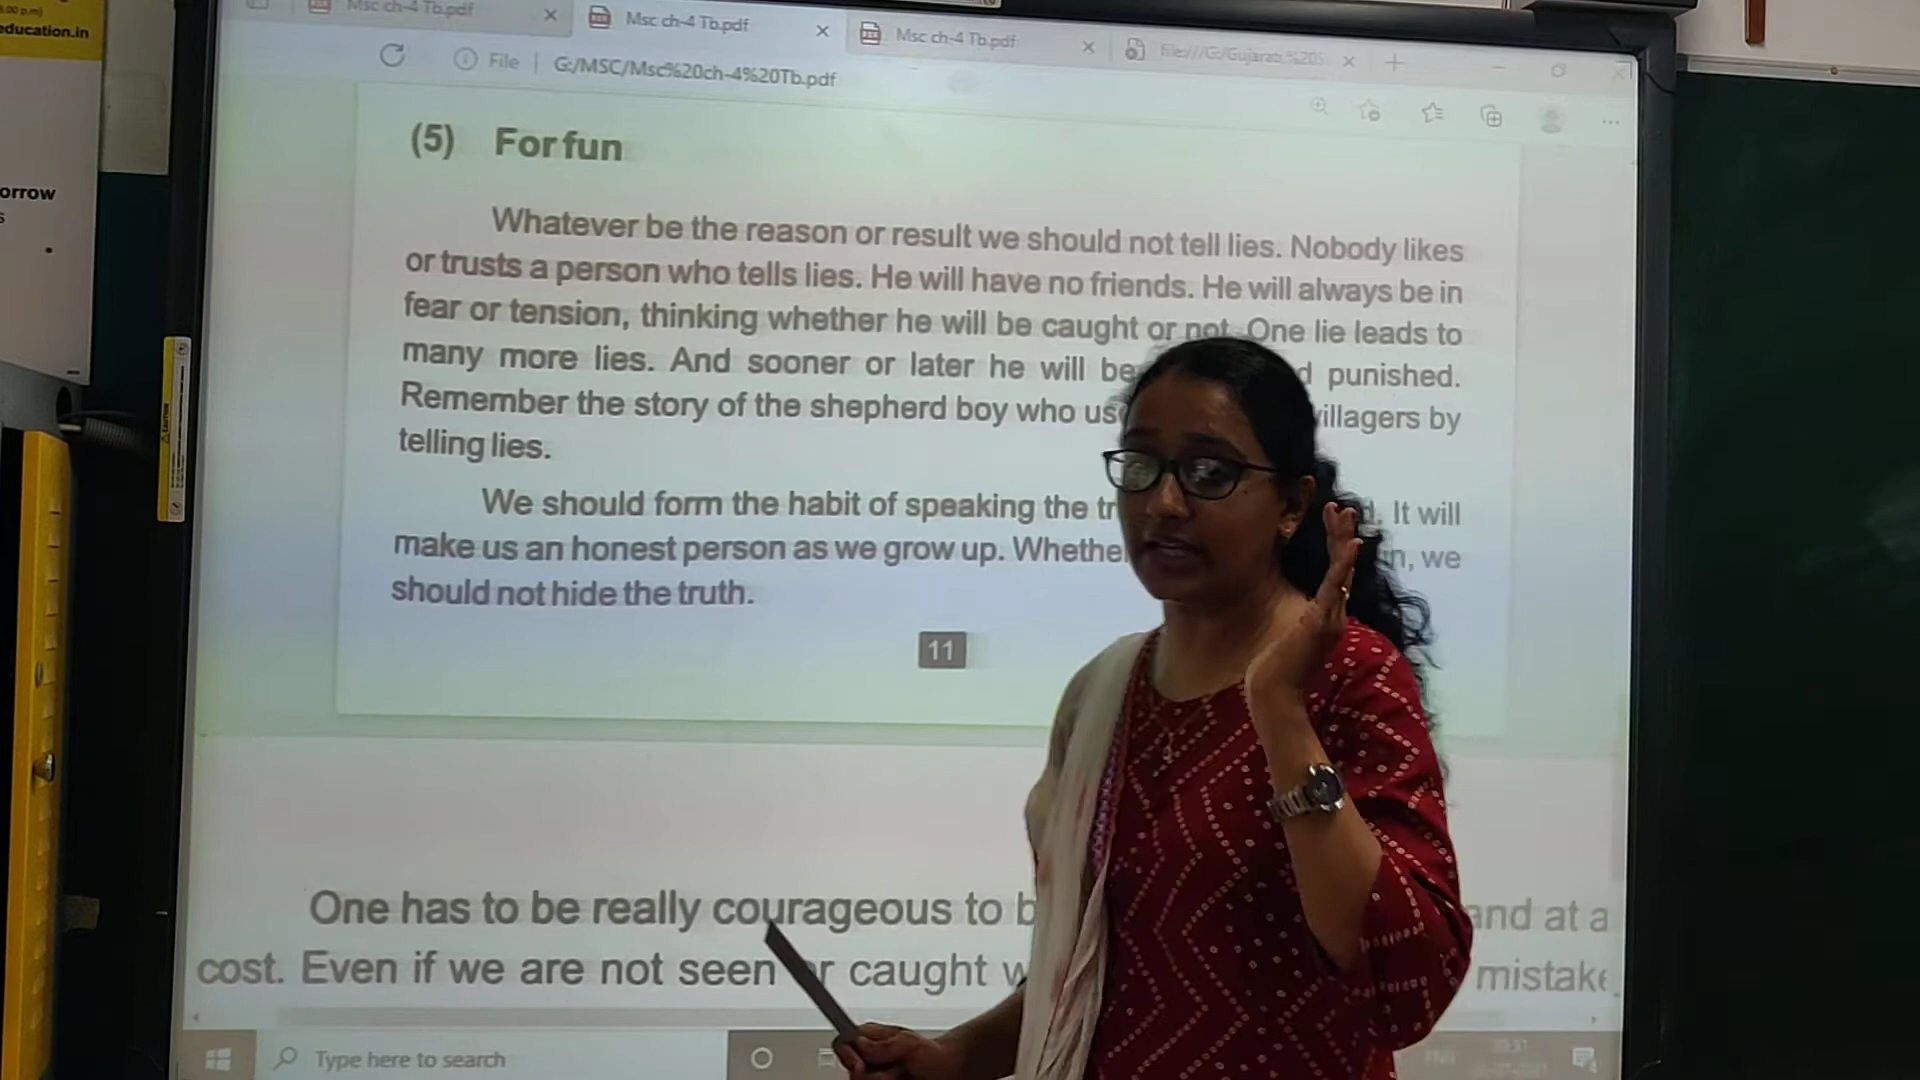 5.00 p.m)
education.in
orrow
Msc ch-4 Tb.pdf
Msc ch-4 Tb.pdf
Msc ch-4 Tb.pdf
file:///G:/Gujarati%20S
File G:/MSC/Msc%20ch-4%20Tb.pdf
(5) For fun
Whatever be the reason or result we should not tell lies. Nobody likes
or trusts a person who tells lies. He will have no friends. He will always be in
fear or tension, thinking whether he will be caught or not. One lie leads to
many more lies. And sooner or later he will be d punished.
Remember the story of the shepherd boy who us villagers by
telling lies.
We should form the habit of speaking the tr . It will
make us an honest person as we grow up. Whethe n, we
should not hide the truth.
11
One has to be really courageous to b and at a
cost. Even if we are not seen or caught w mistake
Type here to search